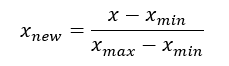 x_new = (x − x_min) / (x_max − x_min)